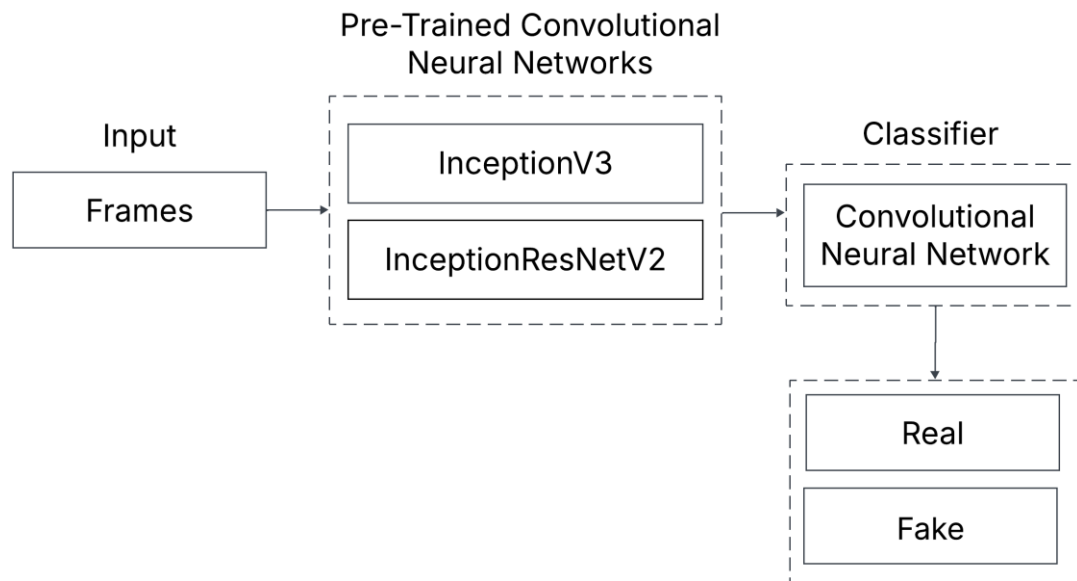 Pre-Trained Convolutional
Neural Networks
Input
Frames
InceptionV3
InceptionResNetV2
Classifier
Convolutional
Neural Network
Real
Fake